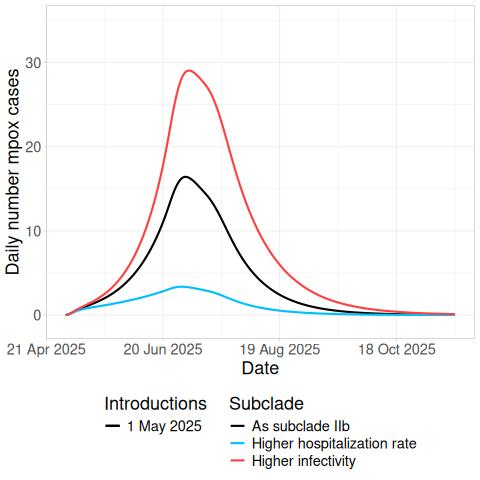 Daily number mpox cases
30
20
10
0
21 Apr 2025
20 Jun 2025
19 Aug 2025
18 Oct 2025
Date
Introductions
1 May 2025
Subclade
As subclade IIb
Higher hospitalization rate
Higher infectivity